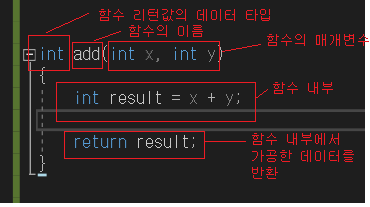 함수 리턴값의 데이터 타입
함수의 이름
int add(int x, int y)
함수의 매개변수
{
int result = x + y;
함수 내부
return result;
함수 내부에서
가공한 데이터를
반환
}